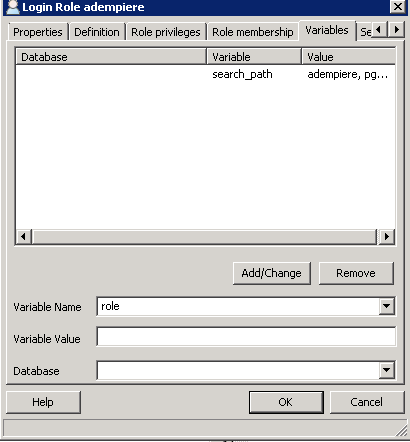 Login Role adempiere
Properties Definition Role privileges Role membership Variables Se
Database Variable Value
search_path adempiere, pg...
Add/Change Remove
Variable Name role
Variable Value
Database
Help OK Cancel